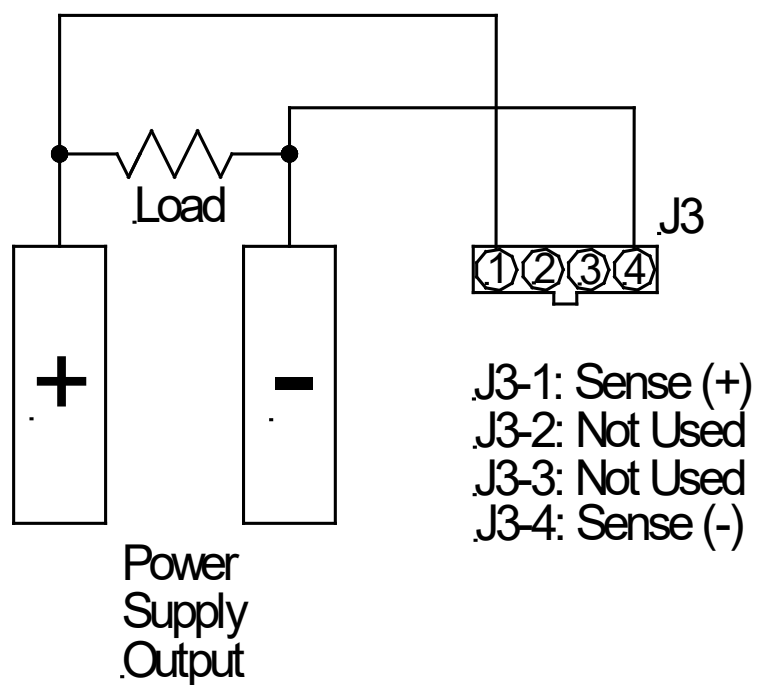 Load
J3
1 2 3 4
+
-
J3-1: Sense (+)
J3-2: Not Used
J3-3: Not Used
J3-4: Sense (-)
Power
Supply
Output